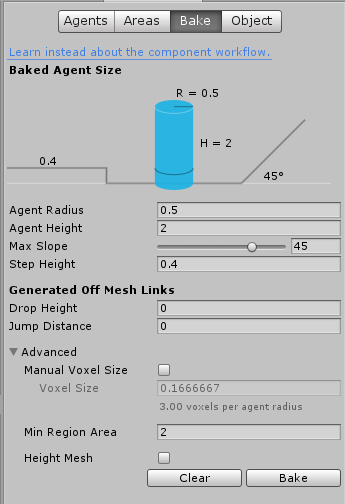 Agents Areas Bake Object
Learn instead about the component workflow.
Baked Agent Size
R = 0.5
H = 2
0.4
45°
Agent Radius 0.5
Agent Height 2
Max Slope 45
Step Height 0.4
Generated Off Mesh Links
Drop Height 0
Jump Distance 0
Advanced
Manual Voxel Size
Voxel Size 0.1666667
3.00 voxels per agent radius
Min Region Area 2
Height Mesh
Clear Bake